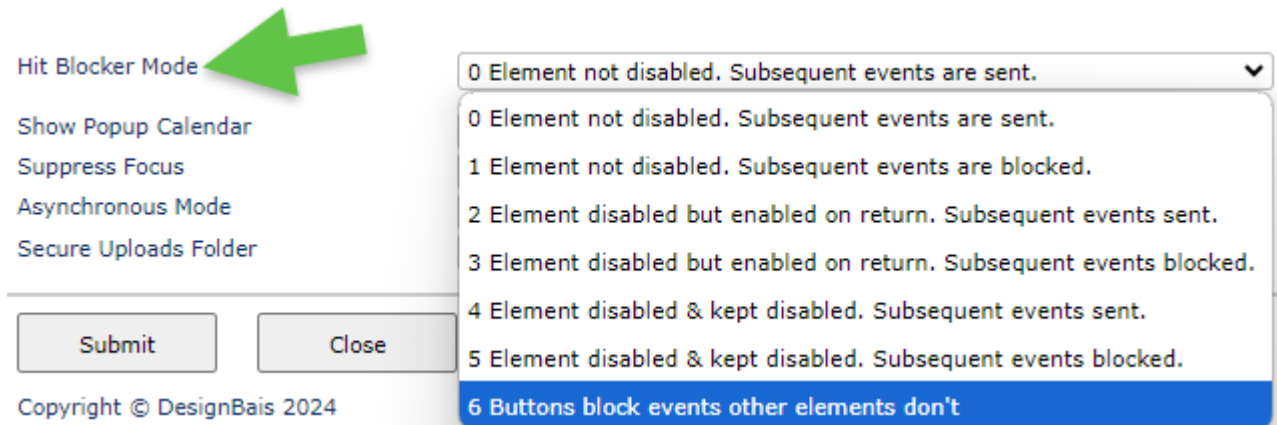 Hit Blocker Mode
0 Element not disabled. Subsequent events are sent.
0 Element not disabled. Subsequent events are sent.
Show Popup Calendar
1 Element not disabled. Subsequent events are blocked.
Suppress Focus
2 Element disabled but enabled on return. Subsequent events sent.
Asynchronous Mode
3 Element disabled but enabled on return. Subsequent events blocked.
Secure Uploads Folder
4 Element disabled & kept disabled. Subsequent events sent.
Submit Close
5 Element disabled & kept disabled. Subsequent events blocked.
Copyright © DesignBais 2024
6 Buttons block events other elements don't